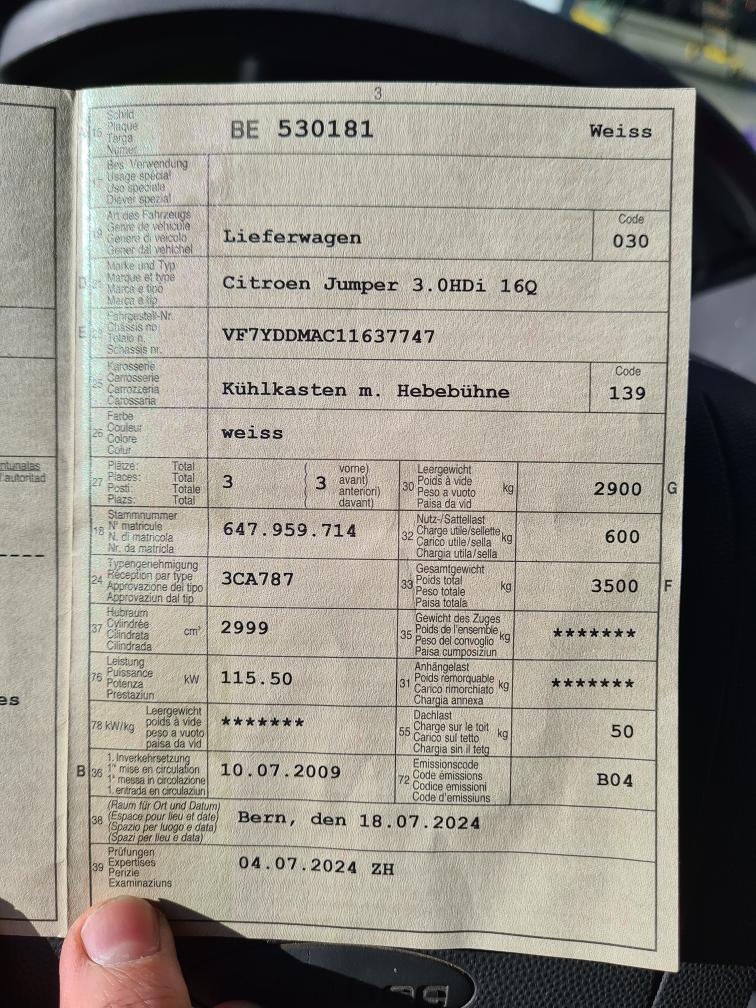 3
15 Schild
Plaque
Targa
Numer
BE 530181 Weiss
Bes. Verwendung
Usage spécial
Uso speciale
Diever spezial
19 Art des Fahrzeugs
Genre de véhicule
Genere di veicolo
Gener dal vehichel
Lieferwagen
Code
030
D Marke und Typ
Marque et type
Marca e tipo
Marca e tip
Citroen Jumper 3.0HDi 16Q
E Fahrgestell-Nr.
Châssis no
Telaio n.
Schassis nr.
VF7YDDMAC11637747
25 Karosserie
Carrosserie
Carrozzeria
Carossaria
Kühlkasten m. Hebebühne
Code
139
26 Farbe
Couleur
Colore
Colur
weiss
27 Plätze: Total
Places: Total
Posti: Totale
Plazs: Total
3
( 3 vorne)
avant)
anteriori)
davant)
30 Leergewicht
Poids à vide
Peso a vuoto
Paisa da vid
kg
2900 G
18 Stammnummer
N° matricule
N. di matricola
Nr. da matricla
647.959.714
32 Nutz-/Sattellast
Charge utile/sellette
Carico utile/sella
Chargia utila/sella
kg
600
24 Typengenehmigung
Réception par type
Approvazione del tipo
Approvaziun dal tip
3CA787
33 Gesamtgewicht
Poids total
Peso totale
Paisa totala
kg
3500 F
37 Hubraum
Cylindrée
Cilindrata
Cilindrada
cm³
2999
35 Gewicht des Zuges
Poids de l'ensemble
Peso del convoglio
Paisa cumposiziun
kg
*******
76 Leistung
Puissance
Potenza
Prestaziun
kW
115.50
31 Anhängelast
Poids remorquable
Carico rimorchiato
Chargia annexa
kg
*******
78 kW/kg Leergewicht
poids à vide
peso a vuoto
paisa da vid
*******
55 Dachlast
Charge sur le toit
Carico sul tetto
Chargia sin il tetg
kg
50
B 36 1. Inverkehrsetzung
1re mise en circulation
1a messa in circolazione
1. entrada en circulaziun
10.07.2009
72 Emissionscode
Code émissions
Codice emissioni
Code d'emissiuns
B04
38 (Raum für Ort und Datum)
(Espace pour lieu et date)
(Spazio per luogo e data)
(Spazi per lieu e data)
Bern, den 18.07.2024
39 Prüfungen
Expertises
Perizie
Examinaziuns
04.07.2024 ZH